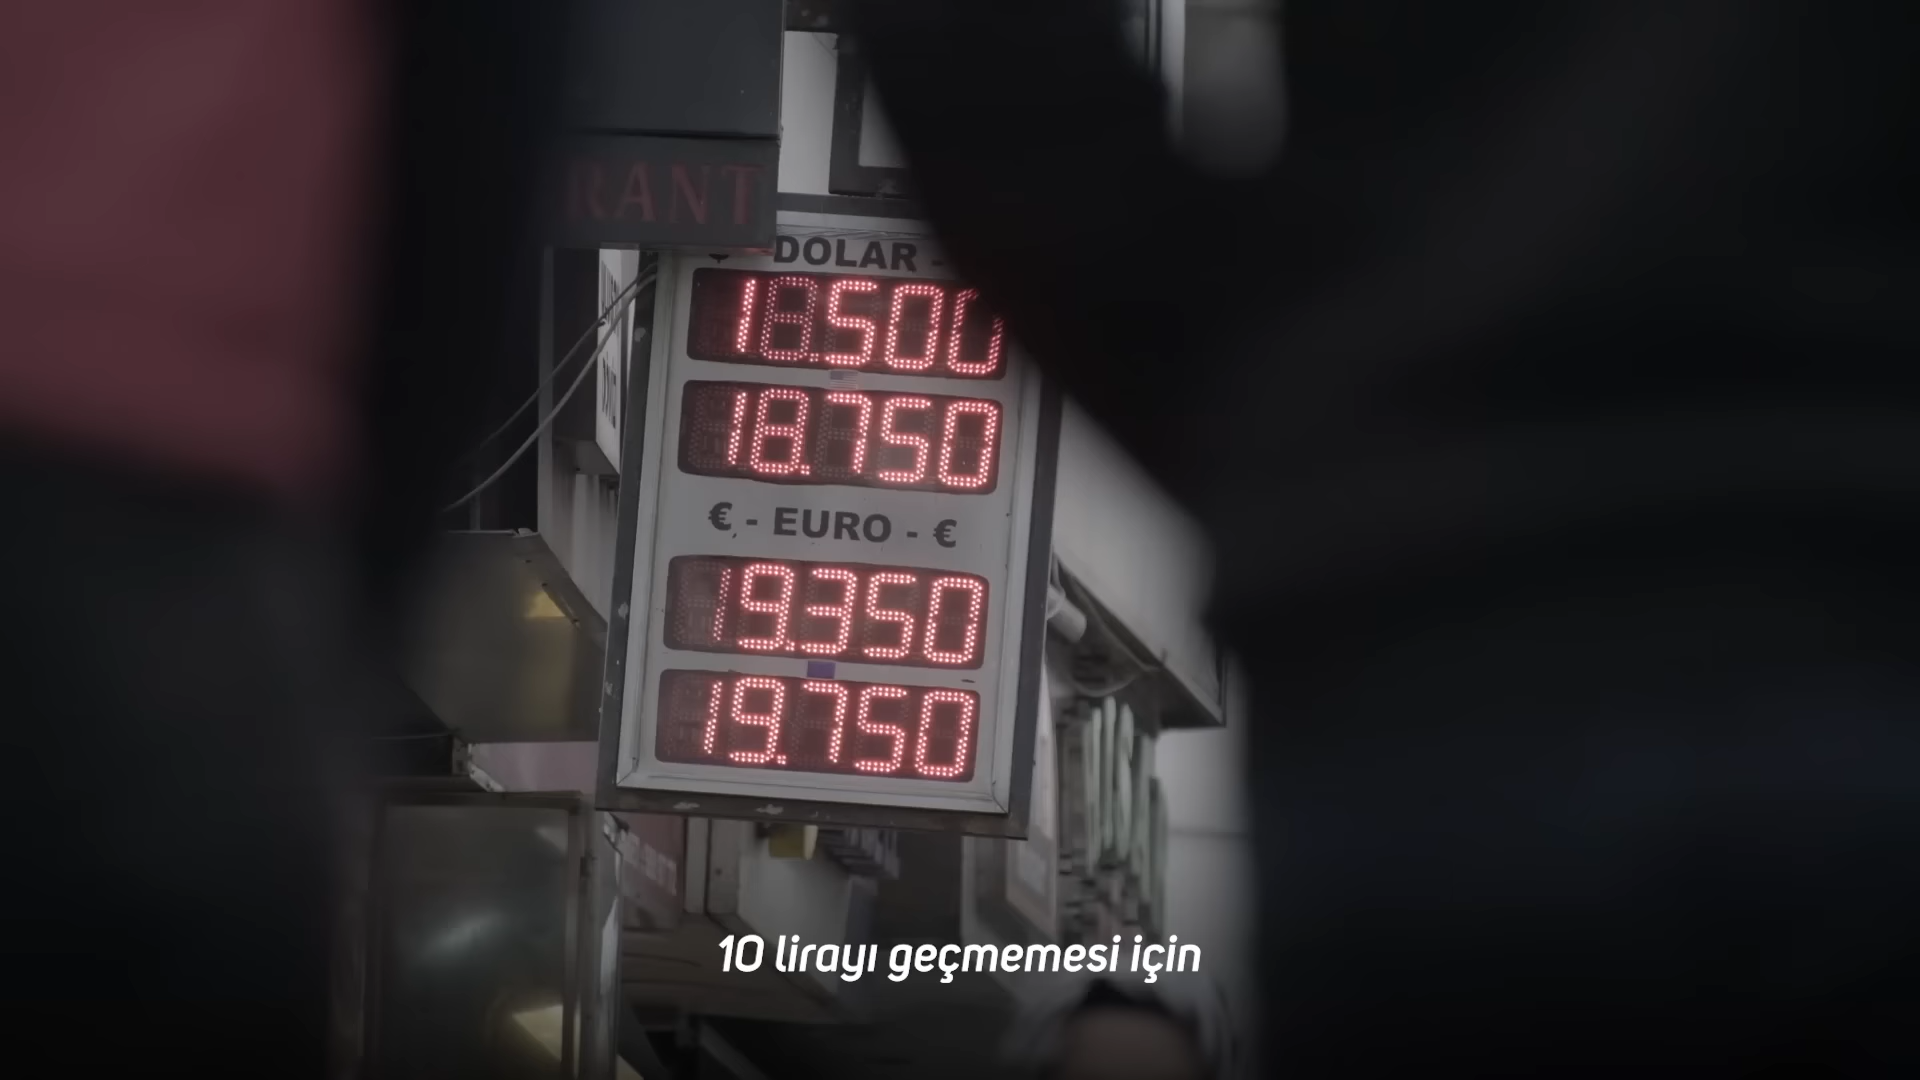 RANT
DOLAR -
18.500
18.750
€ - EURO - €
19.350
19.750
10 lirayı geçmemesi için